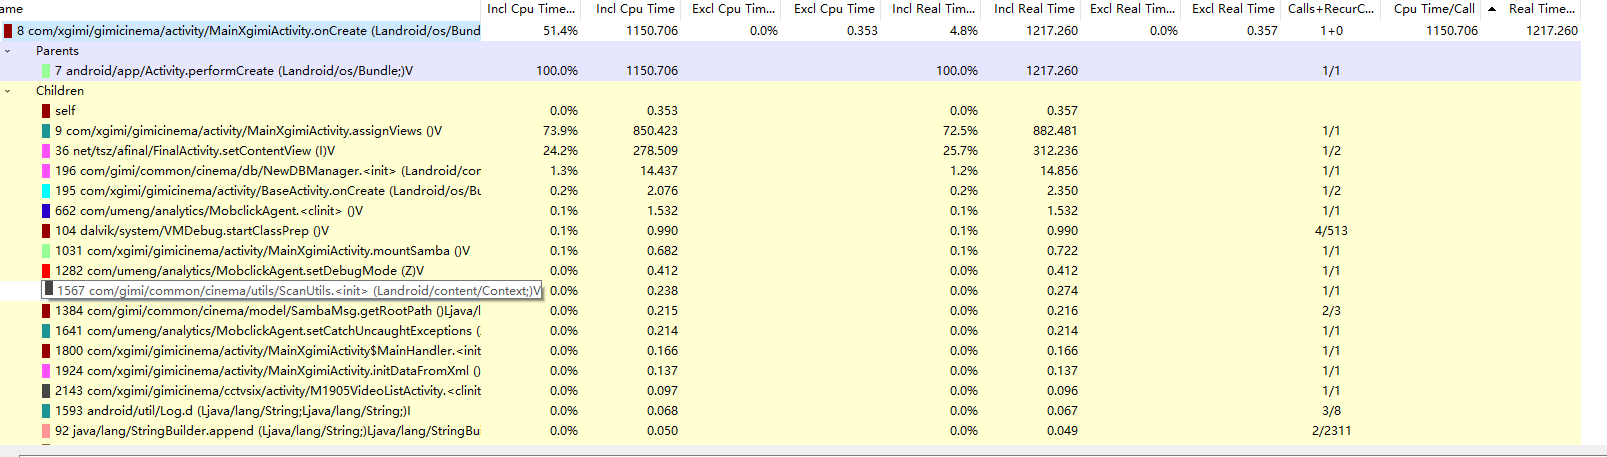 ame Incl Cpu Time... Incl Cpu Time Excl Cpu Tim... Excl Cpu Time Incl Real Tim... Incl Real Time Excl Real Tim... Excl Real Time Calls+RecurC... Cpu Time/Call Real Time...
8 com/xgimi/gimicinema/activity/MainXgimiActivity.onCreate (Landroid/os/Bund 51.4% 1150.706 0.0% 0.353 4.8% 1217.260 0.0% 0.357 1+0 1150.706 1217.260
Parents
7 android/app/Activity.performCreate (Landroid/os/Bundle;)V 100.0% 1150.706 100.0% 1217.260 1/1
Children
self 0.0% 0.353 0.0% 0.357
9 com/xgimi/gimicinema/activity/MainXgimiActivity.assignViews ()V 73.9% 850.423 72.5% 882.481 1/1
36 net/tsz/afinal/FinalActivity.setContentView (I)V 24.2% 278.509 25.7% 312.236 1/2
196 com/gimi/common/cinema/db/NewDBManager.<init> (Landroid/con 1.3% 14.437 1.2% 14.856 1/1
195 com/xgimi/gimicinema/activity/BaseActivity.onCreate (Landroid/os/Bu 0.2% 2.076 0.2% 2.350 1/2
662 com/umeng/analytics/MobclickAgent.<clinit> ()V 0.1% 1.532 0.1% 1.532 1/1
104 dalvik/system/VMDebug.startClassPrep ()V 0.1% 0.990 0.1% 0.990 4/513
1031 com/xgimi/gimicinema/activity/MainXgimiActivity.mountSamba ()V 0.1% 0.682 0.1% 0.722 1/1
1282 com/umeng/analytics/MobclickAgent.setDebugMode (Z)V 0.0% 0.412 0.0% 0.412 1/1
1567 com/gimi/common/cinema/utils/ScanUtils.<init> (Landroid/content/Context;)V 0.0% 0.238 0.0% 0.274 1/1
1384 com/gimi/common/cinema/model/SambaMsg.getRootPath ()Ljava/l 0.0% 0.215 0.0% 0.216 2/3
1641 com/umeng/analytics/MobclickAgent.setCatchUncaughtExceptions ( 0.0% 0.214 0.0% 0.214 1/1
1800 com/xgimi/gimicinema/activity/MainXgimiActivity$MainHandler.<init 0.0% 0.166 0.0% 0.166 1/1
1924 com/xgimi/gimicinema/activity/MainXgimiActivity.initDataFromXml () 0.0% 0.137 0.0% 0.137 1/1
2143 com/xgimi/gimicinema/cctvsix/activity/M1905VideoListActivity.<clinit 0.0% 0.097 0.0% 0.096 1/1
1593 android/util/Log.d (Ljava/lang/String;Ljava/lang/String;)I 0.0% 0.068 0.0% 0.067 3/8
92 java/lang/StringBuilder.append (Ljava/lang/String;)Ljava/lang/StringBui 0.0% 0.050 0.0% 0.049 2/2311